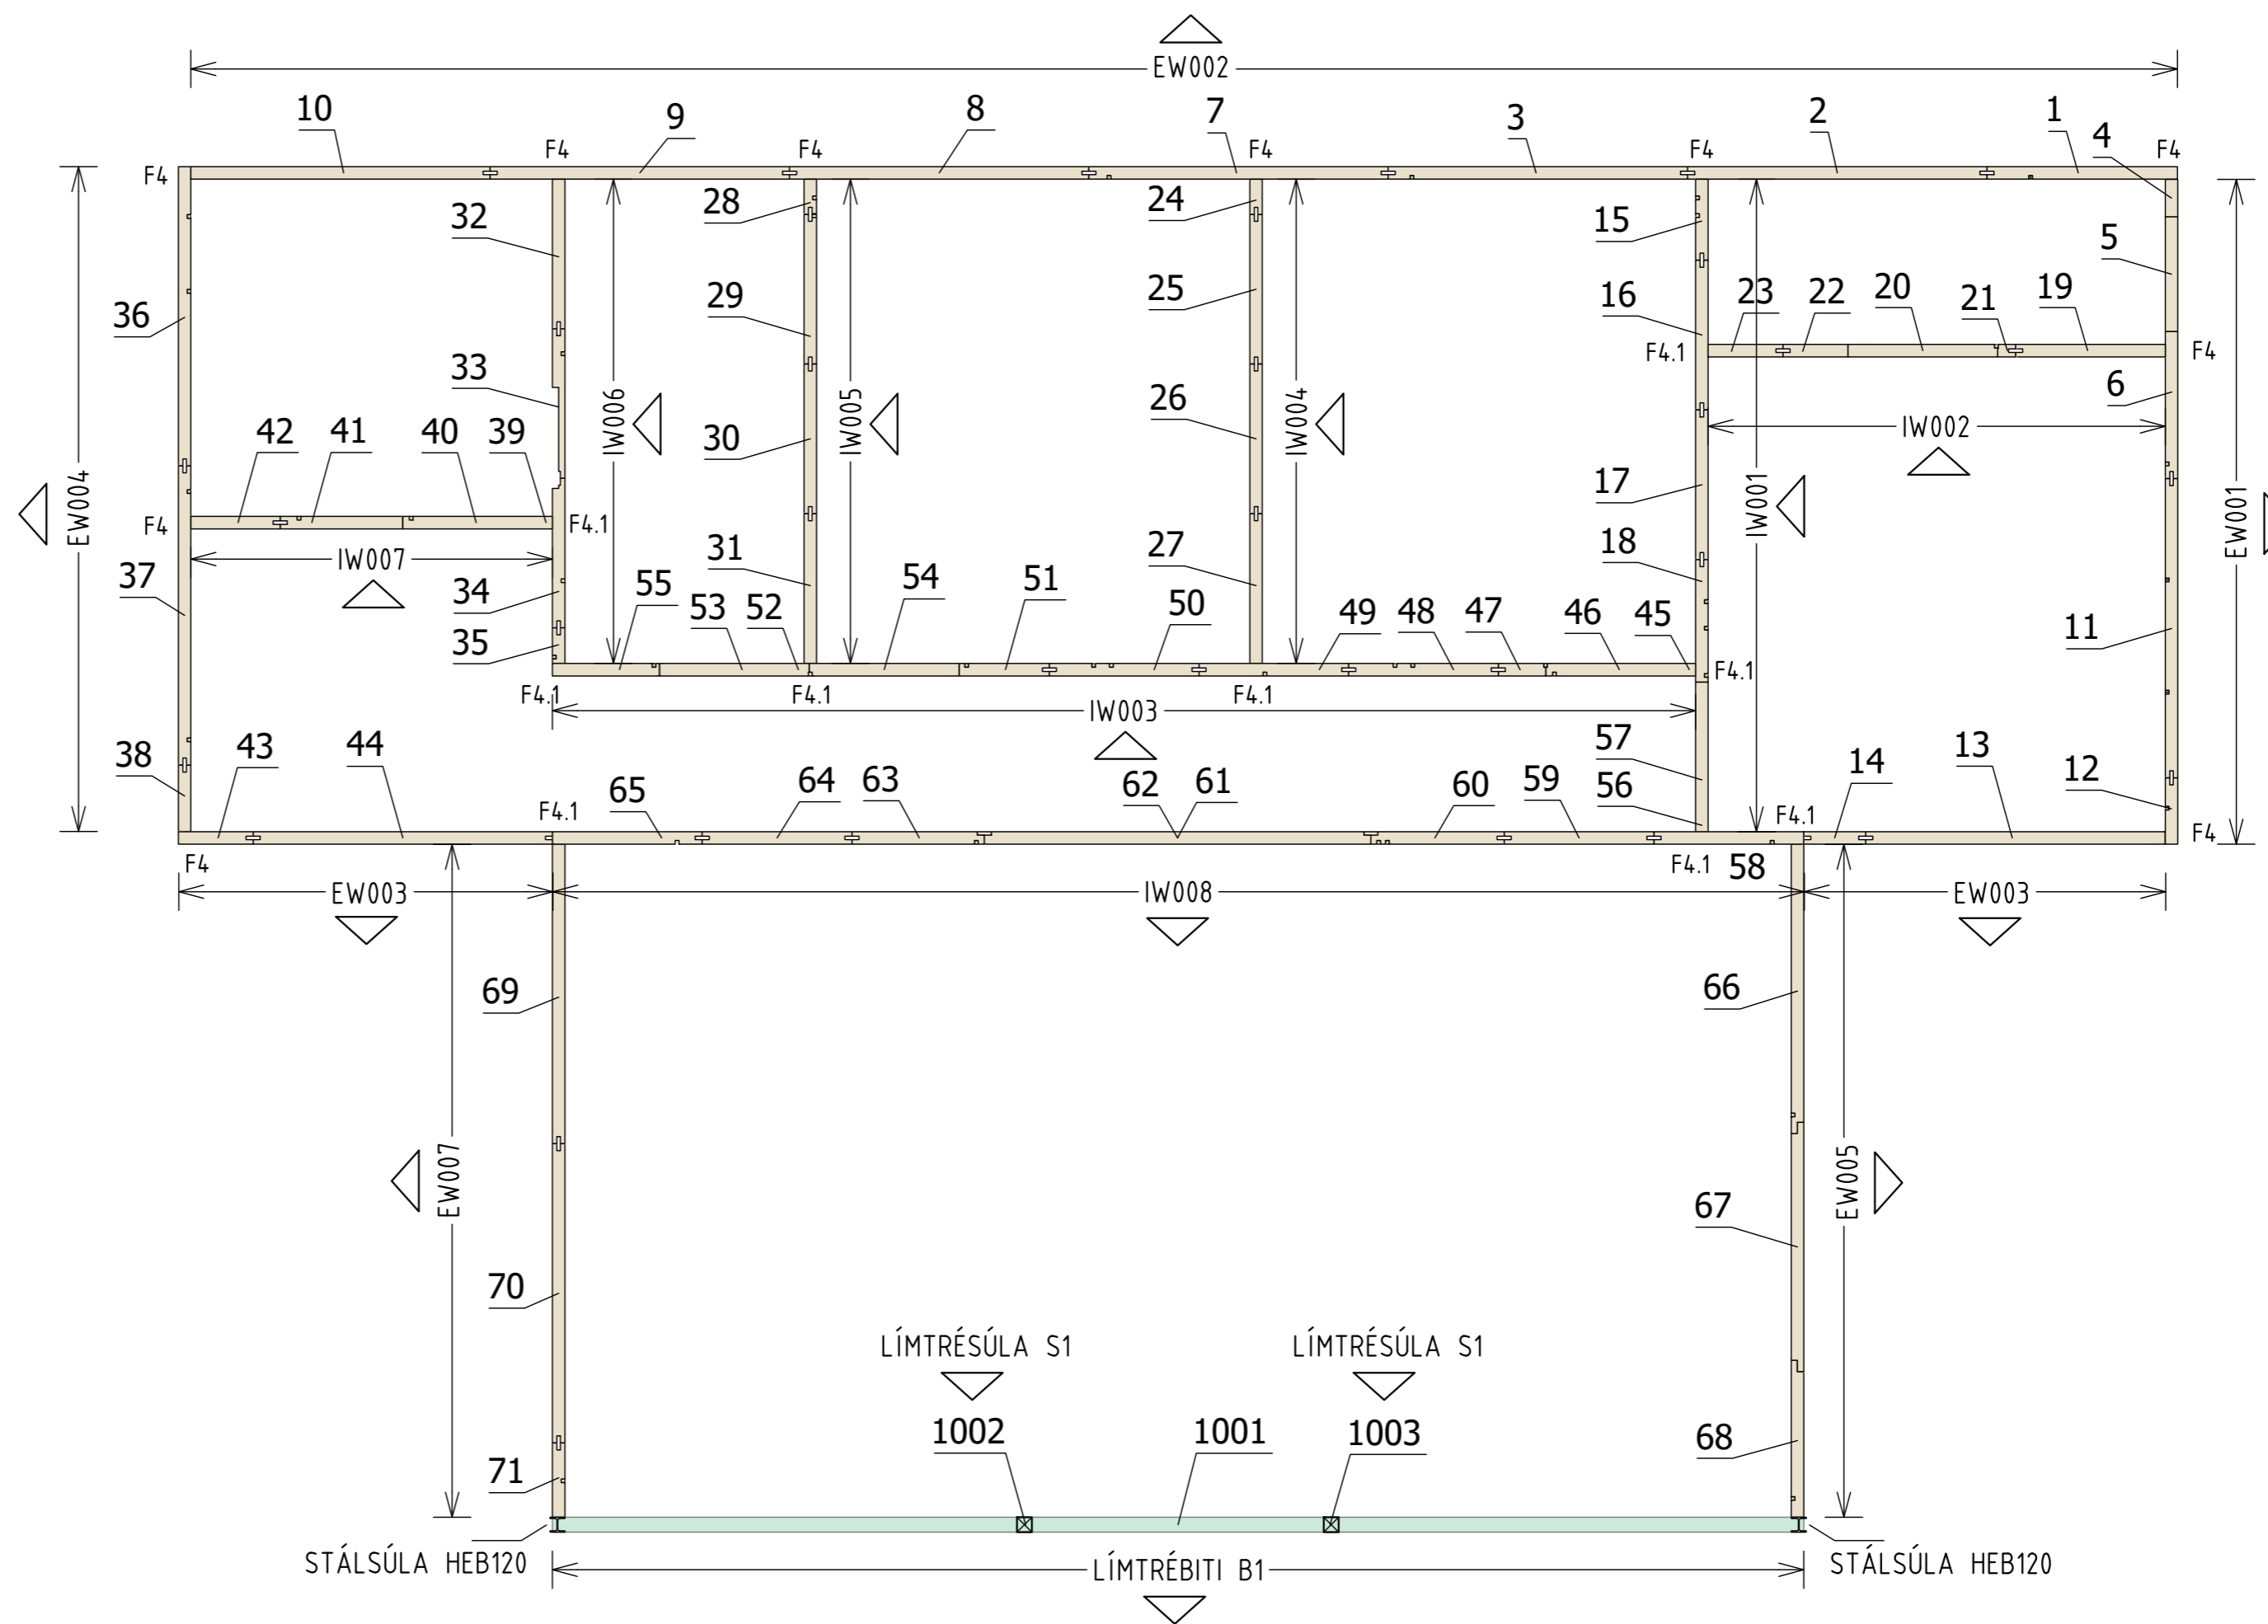 EW002
10 9 8 7 3 2 1 4
F4 F4 F4 F4 F4 F4
32 28 24 15 5
36 29 25 16 23 22 20 21 19
F4.1 F4
33 6
42 41 40 39 30 26 IW002
EW004 IW006 IW005 IW004 IW001 EW001
17
F4 F4.1
IW007
37 34 55 53 52 31 54 51 50 27 49 48 47 46 45 18 11
35
F4.1 F4.1 F4.1 F4.1
IW003
38 43 44 65 64 63 62 61 60 59 57 56 14 13 12
F4.1 F4.1
F4 F4.1 58 F4
EW003 IW008 EW003
69 66
EW007 EW005
67
70
LÍMTRÉSÚLA S1 LÍMTRÉSÚLA S1
1002 1001 1003 68
71
STÁLSÚLA HEB120 LÍMTRÉBITI B1 STÁLSÚLA HEB120